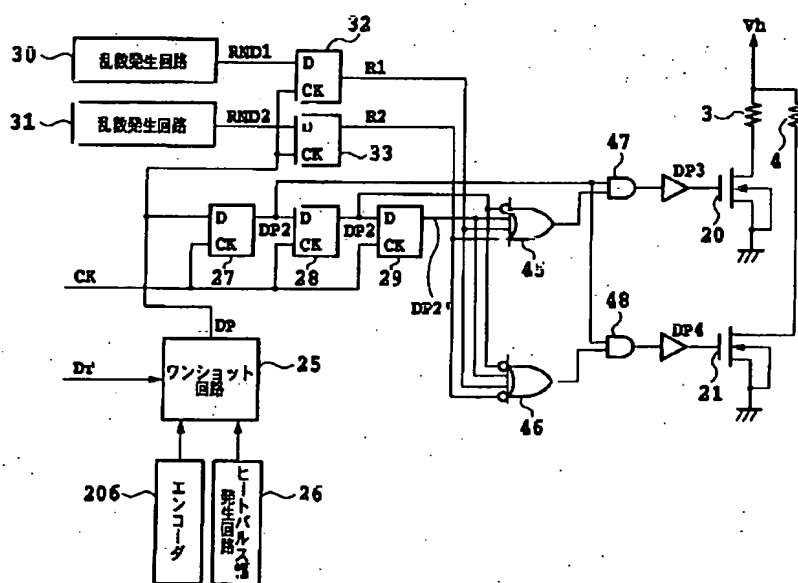 32
Vh
30
乱数発生回路
RND1
D
CK
R1
31
乱数発生回路
RND2
D
CK
R2
33
3
4
47
DP3
20
D
CK
27
DP2
D
CK
28
DP2
D
CK
29
45
CK
DP2'
DP
48
DP4
21
DT'
ワンショット
回路
25
46
206
エンコーダ
ヒートパルス幅
発生回路
26